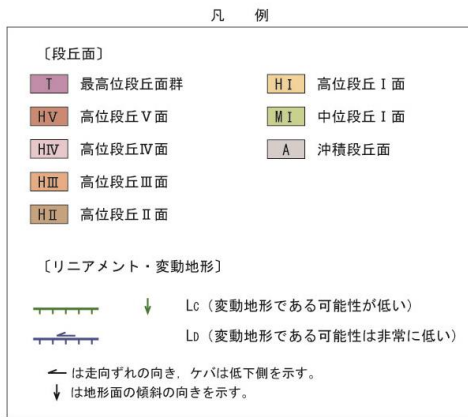 凡 例
〔段丘面〕
T 最高位段丘面群
HⅤ 高位段丘Ⅴ面
HⅣ 高位段丘Ⅳ面
HⅢ 高位段丘Ⅲ面
HⅡ 高位段丘Ⅱ面
HⅠ 高位段丘Ⅰ面
MⅠ 中位段丘Ⅰ面
A 沖積段丘面
〔リニアメント・変動地形〕
LC（変動地形である可能性が低い）
LD（変動地形である可能性は非常に低い）
は走向ずれの向き，ケバは低下側を示す。
は地形面の傾斜の向きを示す。